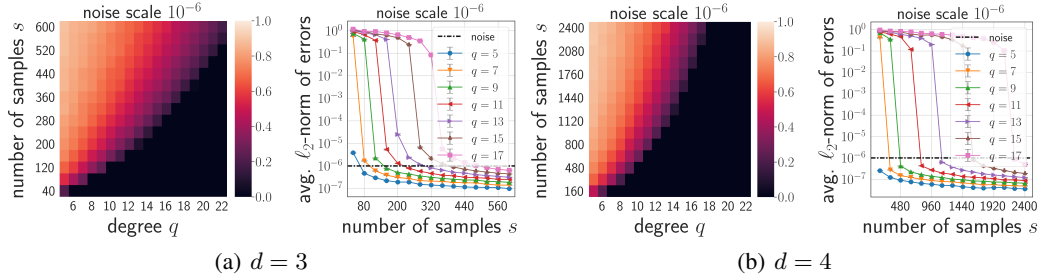 noise scale 10⁻⁶
number of samples s
600
520
440
360
280
200
120
40
6 8 10 12 14 16 18 20 22
degree q
1.0
0.8
0.6
0.4
0.2
0.0
noise scale 10⁻⁶
avg. ℓ₂-norm of errors
10⁰
10⁻¹
10⁻²
10⁻³
10⁻⁴
10⁻⁵
10⁻⁶
10⁻⁷
noise
q = 5
q = 7
q = 9
q = 11
q = 13
q = 15
q = 17
80 200 320 440 560
number of samples s
(a) d = 3
noise scale 10⁻⁶
number of samples s
2400
2080
1760
1440
1120
800
480
160
6 8 10 12 14 16 18 20 22
degree q
1.0
0.8
0.6
0.4
0.2
0.0
noise scale 10⁻⁶
avg. ℓ₂-norm of errors
10⁰
10⁻¹
10⁻²
10⁻³
10⁻⁴
10⁻⁵
10⁻⁶
10⁻⁷
noise
q = 5
q = 7
q = 9
q = 11
q = 13
q = 15
q = 17
480 960 1440 1920 2400
number of samples s
(b) d = 4